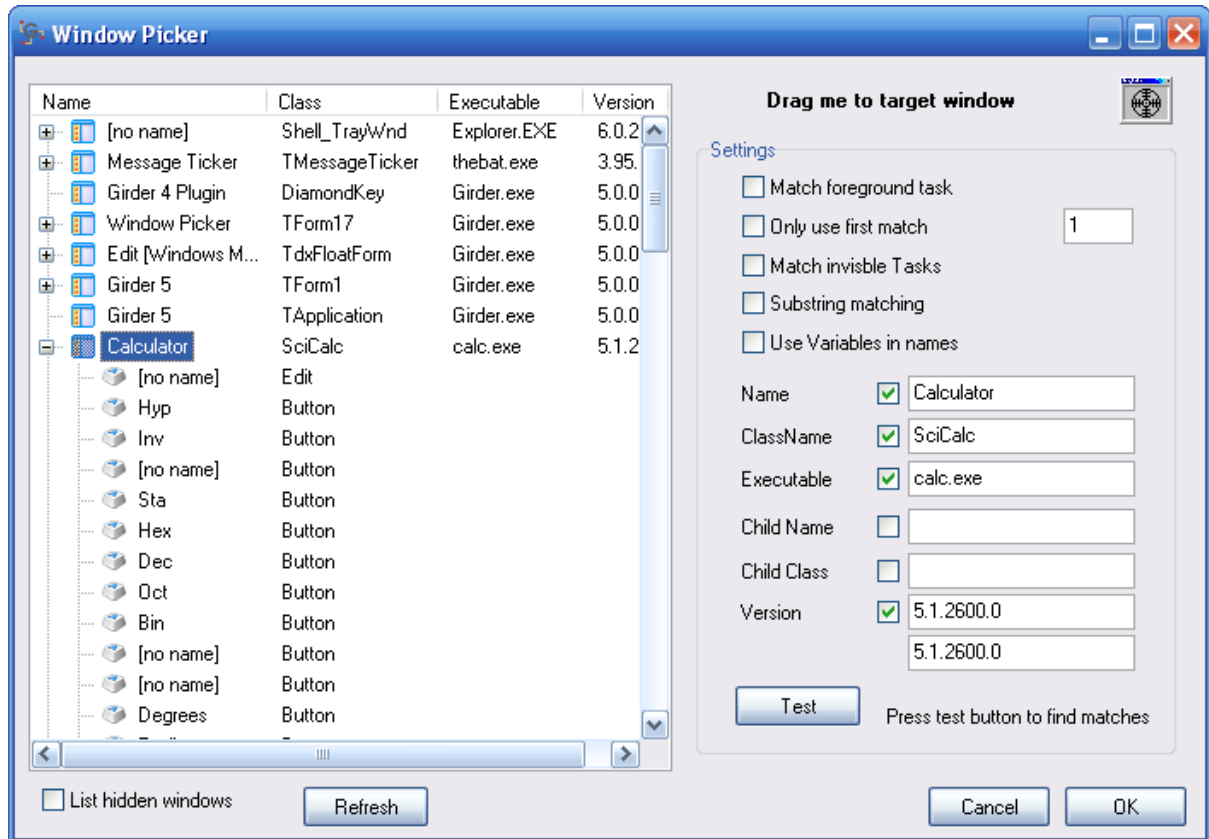 Window Picker
Name Class Executable Version
[no name] Shell_TrayWnd Explorer.EXE 6.0.2
Message Ticker TMessageTicker thebat.exe 3.95.
Girder 4 Plugin DiamondKey Girder.exe 5.0.0
Window Picker TForm17 Girder.exe 5.0.0
Edit [Windows M... TdxFloatForm Girder.exe 5.0.0
Girder 5 TForm1 Girder.exe 5.0.0
Girder 5 TApplication Girder.exe 5.0.0
Calculator SciCalc calc.exe 5.1.2
[no name] Edit
Hyp Button
Inv Button
[no name] Button
Sta Button
Hex Button
Dec Button
Oct Button
Bin Button
[no name] Button
[no name] Button
Degrees Button
List hidden windows
Refresh
Drag me to target window
Settings
Match foreground task
Only use first match 1
Match invisble Tasks
Substring matching
Use Variables in names
Name Calculator
ClassName SciCalc
Executable calc.exe
Child Name
Child Class
Version 5.1.2600.0
5.1.2600.0
Test Press test button to find matches
Cancel OK